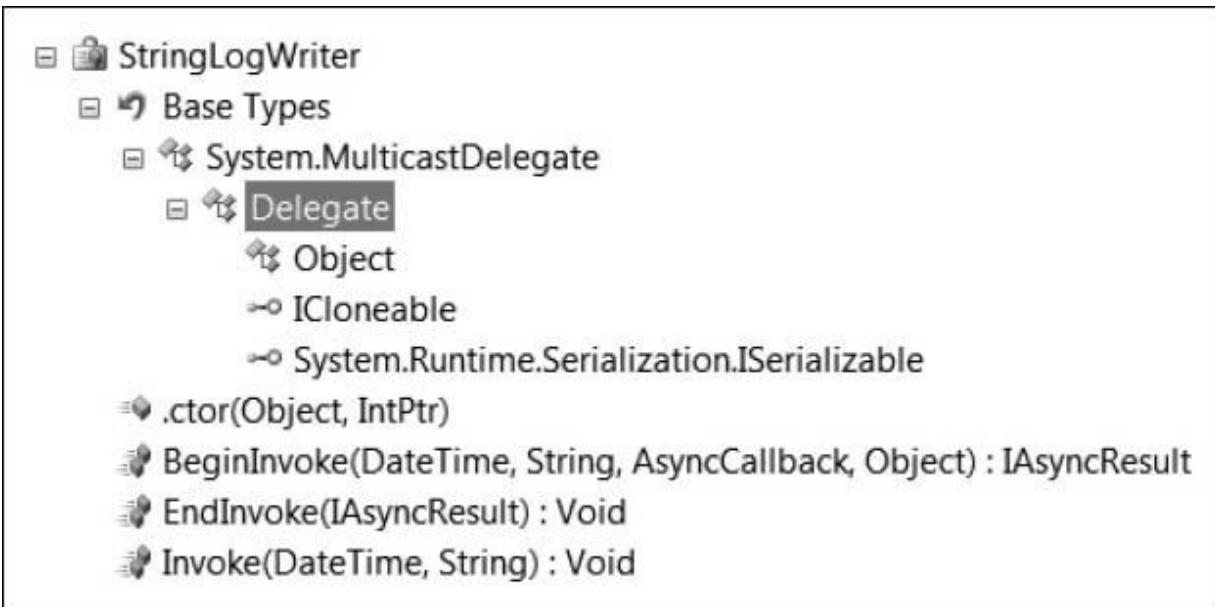 StringLogWriter
Base Types
System.MulticastDelegate
Delegate
Object
ICloneable
System.Runtime.Serialization.ISerializable
.ctor(Object, IntPtr)
BeginInvoke(DateTime, String, AsyncCallback, Object) : IAsyncResult
EndInvoke(IAsyncResult) : Void
Invoke(DateTime, String) : Void